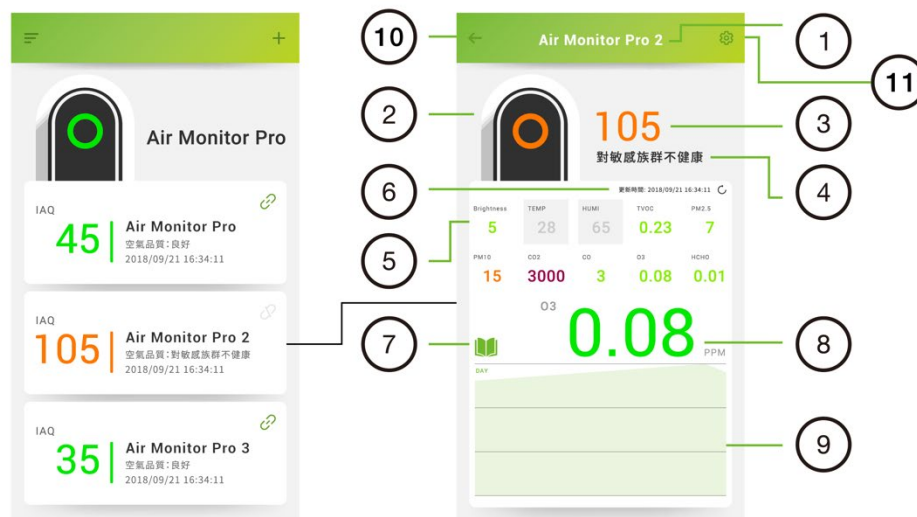 Air Monitor Pro
IAQ
45
Air Monitor Pro
空氣品質:良好
2018/09/21 16:34:11
IAQ
105
Air Monitor Pro 2
空氣品質:對敏感族群不健康
2018/09/21 16:34:11
IAQ
35
Air Monitor Pro 3
空氣品質:良好
2018/09/21 16:34:11
10
Air Monitor Pro 2
1
11
2
105
3
對敏感族群不健康
4
6
更新時間: 2018/09/21 16:34:11
Brightness TEMP HUMI TVOC PM2.5
5 28 65 0.23 7
5
PM10 CO2 CO O3 HCHO
15 3000 3 0.08 0.01
O3
0.08
PPM
7
8
DAY
9